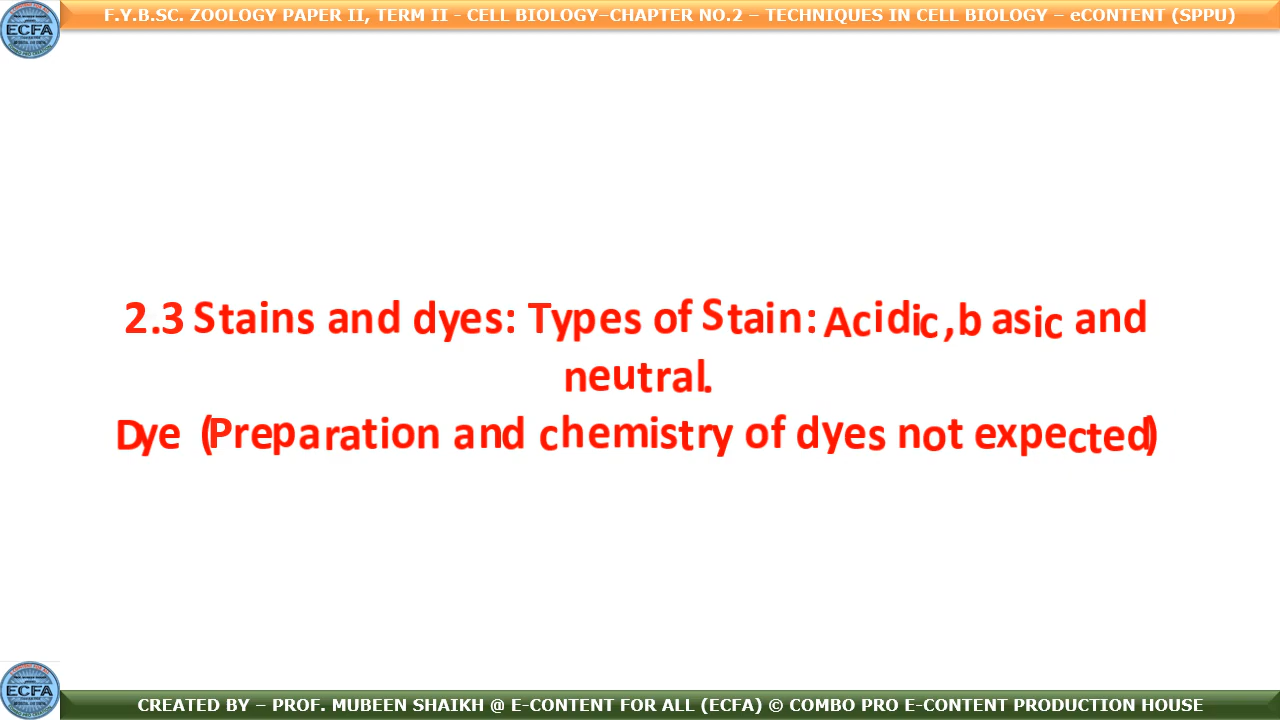 F.Y.B.SC. ZOOLOGY PAPER II, TERM II - CELL BIOLOGY–CHAPTER NO.2 – TECHNIQUES IN CELL BIOLOGY – eCONTENT (SPPU)
ECFA
2.3 Stains and dyes: Types of Stain: Acidic, b asic and
neutral.
Dye (Preparation and chemistry of dyes not expected)
ECFA
CREATED BY – PROF. MUBEEN SHAIKH @ E-CONTENT FOR ALL (ECFA) © COMBO PRO E-CONTENT PRODUCTION HOUSE